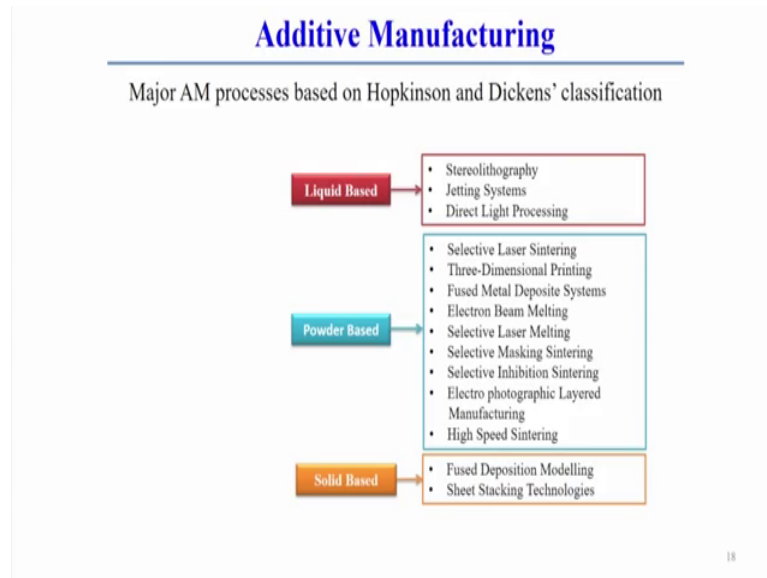 Additive Manufacturing
Major AM processes based on Hopkinson and Dickens' classification
Liquid Based
• Stereolithography
• Jetting Systems
• Direct Light Processing
Powder Based
• Selective Laser Sintering
• Three-Dimensional Printing
• Fused Metal Deposite Systems
• Electron Beam Melting
• Selective Laser Melting
• Selective Masking Sintering
• Selective Inhibition Sintering
• Electro photographic Layered
Manufacturing
• High Speed Sintering
Solid Based
• Fused Deposition Modelling
• Sheet Stacking Technologies
18